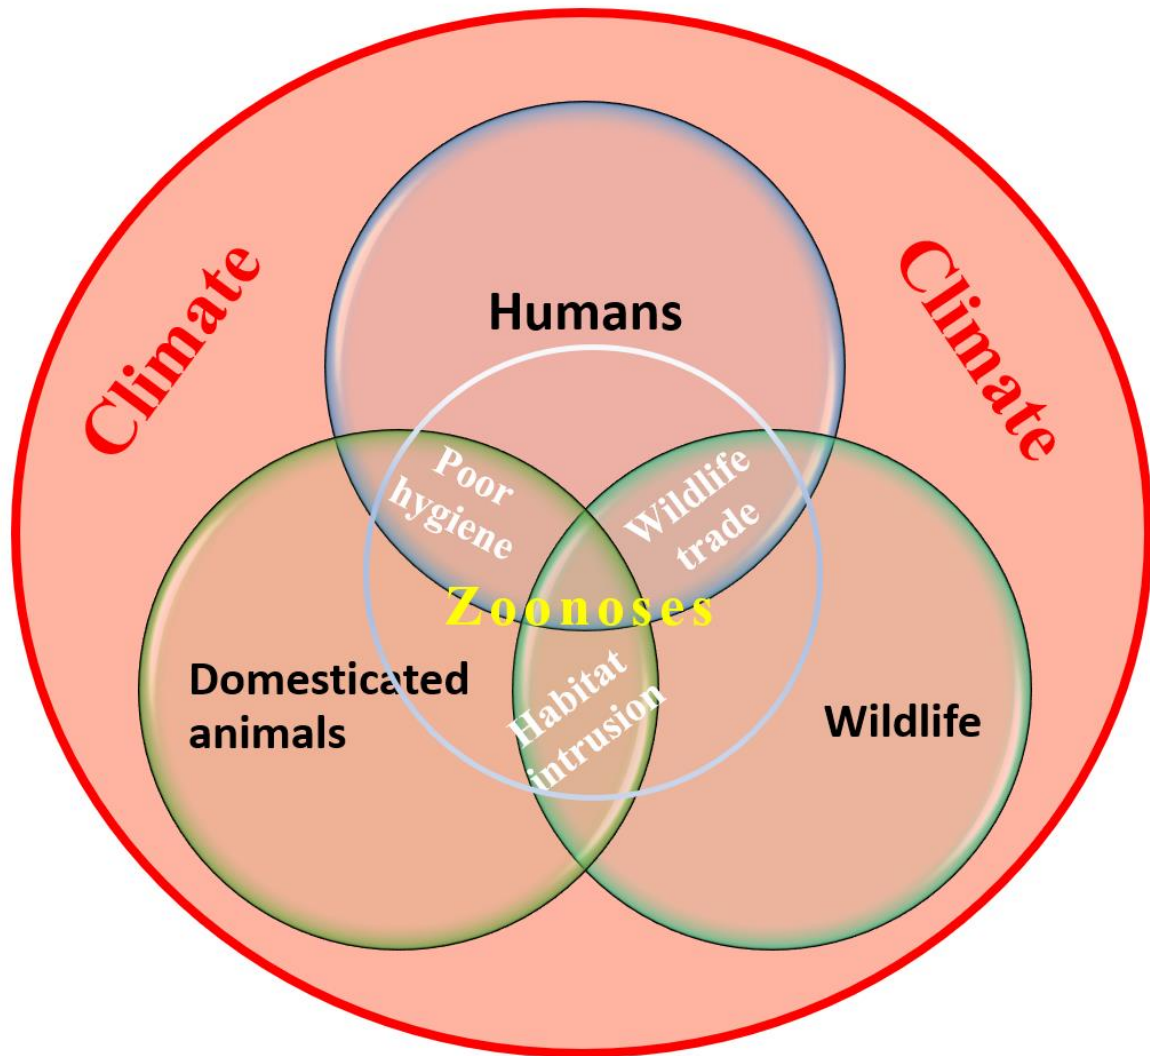 Climate
Climate
Humans
Poor
hygiene
Wildlife
trade
Zoonoses
Domesticated
animals
Habitat
intrusion
Wildlife